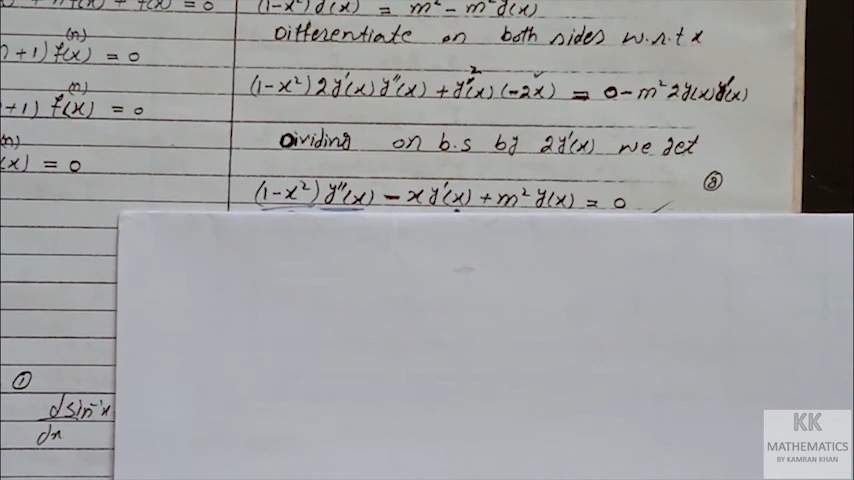 (n)
n+1) f(x) = 0
(n)
n+1) f(x) = 0
(n)
(x) = 0
①
dsin⁻¹x
dx
(1-x²) y(x) = m² - m² y(x)
Differentiate on both sides w.r.t x
(1-x²) 2y'(x) y''(x) + y'²(x) (-2x) = 0 - m² 2y(x) y'(x)
Dividing on b.s by 2y'(x) we get
(1-x²) y''(x) - x y'(x) + m² y(x) = 0 ③
KK
MATHEMATICS
BY KAMRAN KHAN